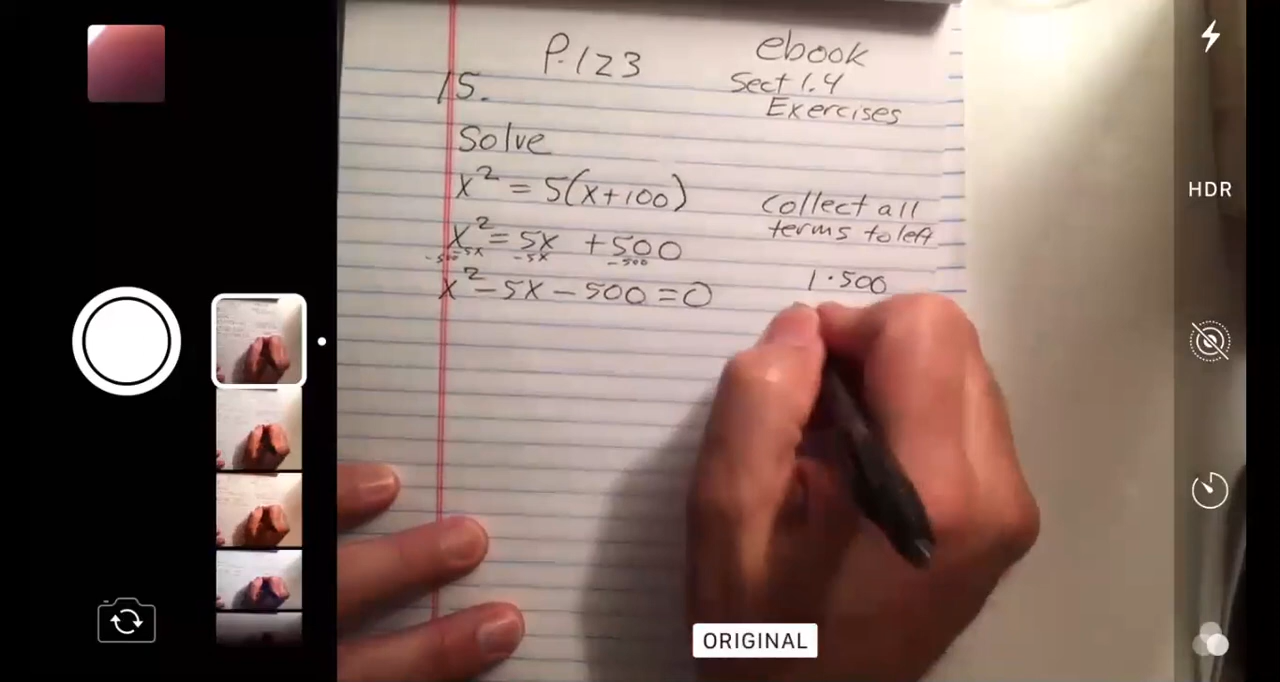 P.123
ebook
Sect 1.4
Exercises
15.
Solve
x² = 5(x+100)
collect all
terms to left
x² = 5x + 500
-500 -5x -5x -500
x² - 5x - 500 = 0
1·500
HDR
ORIGINAL